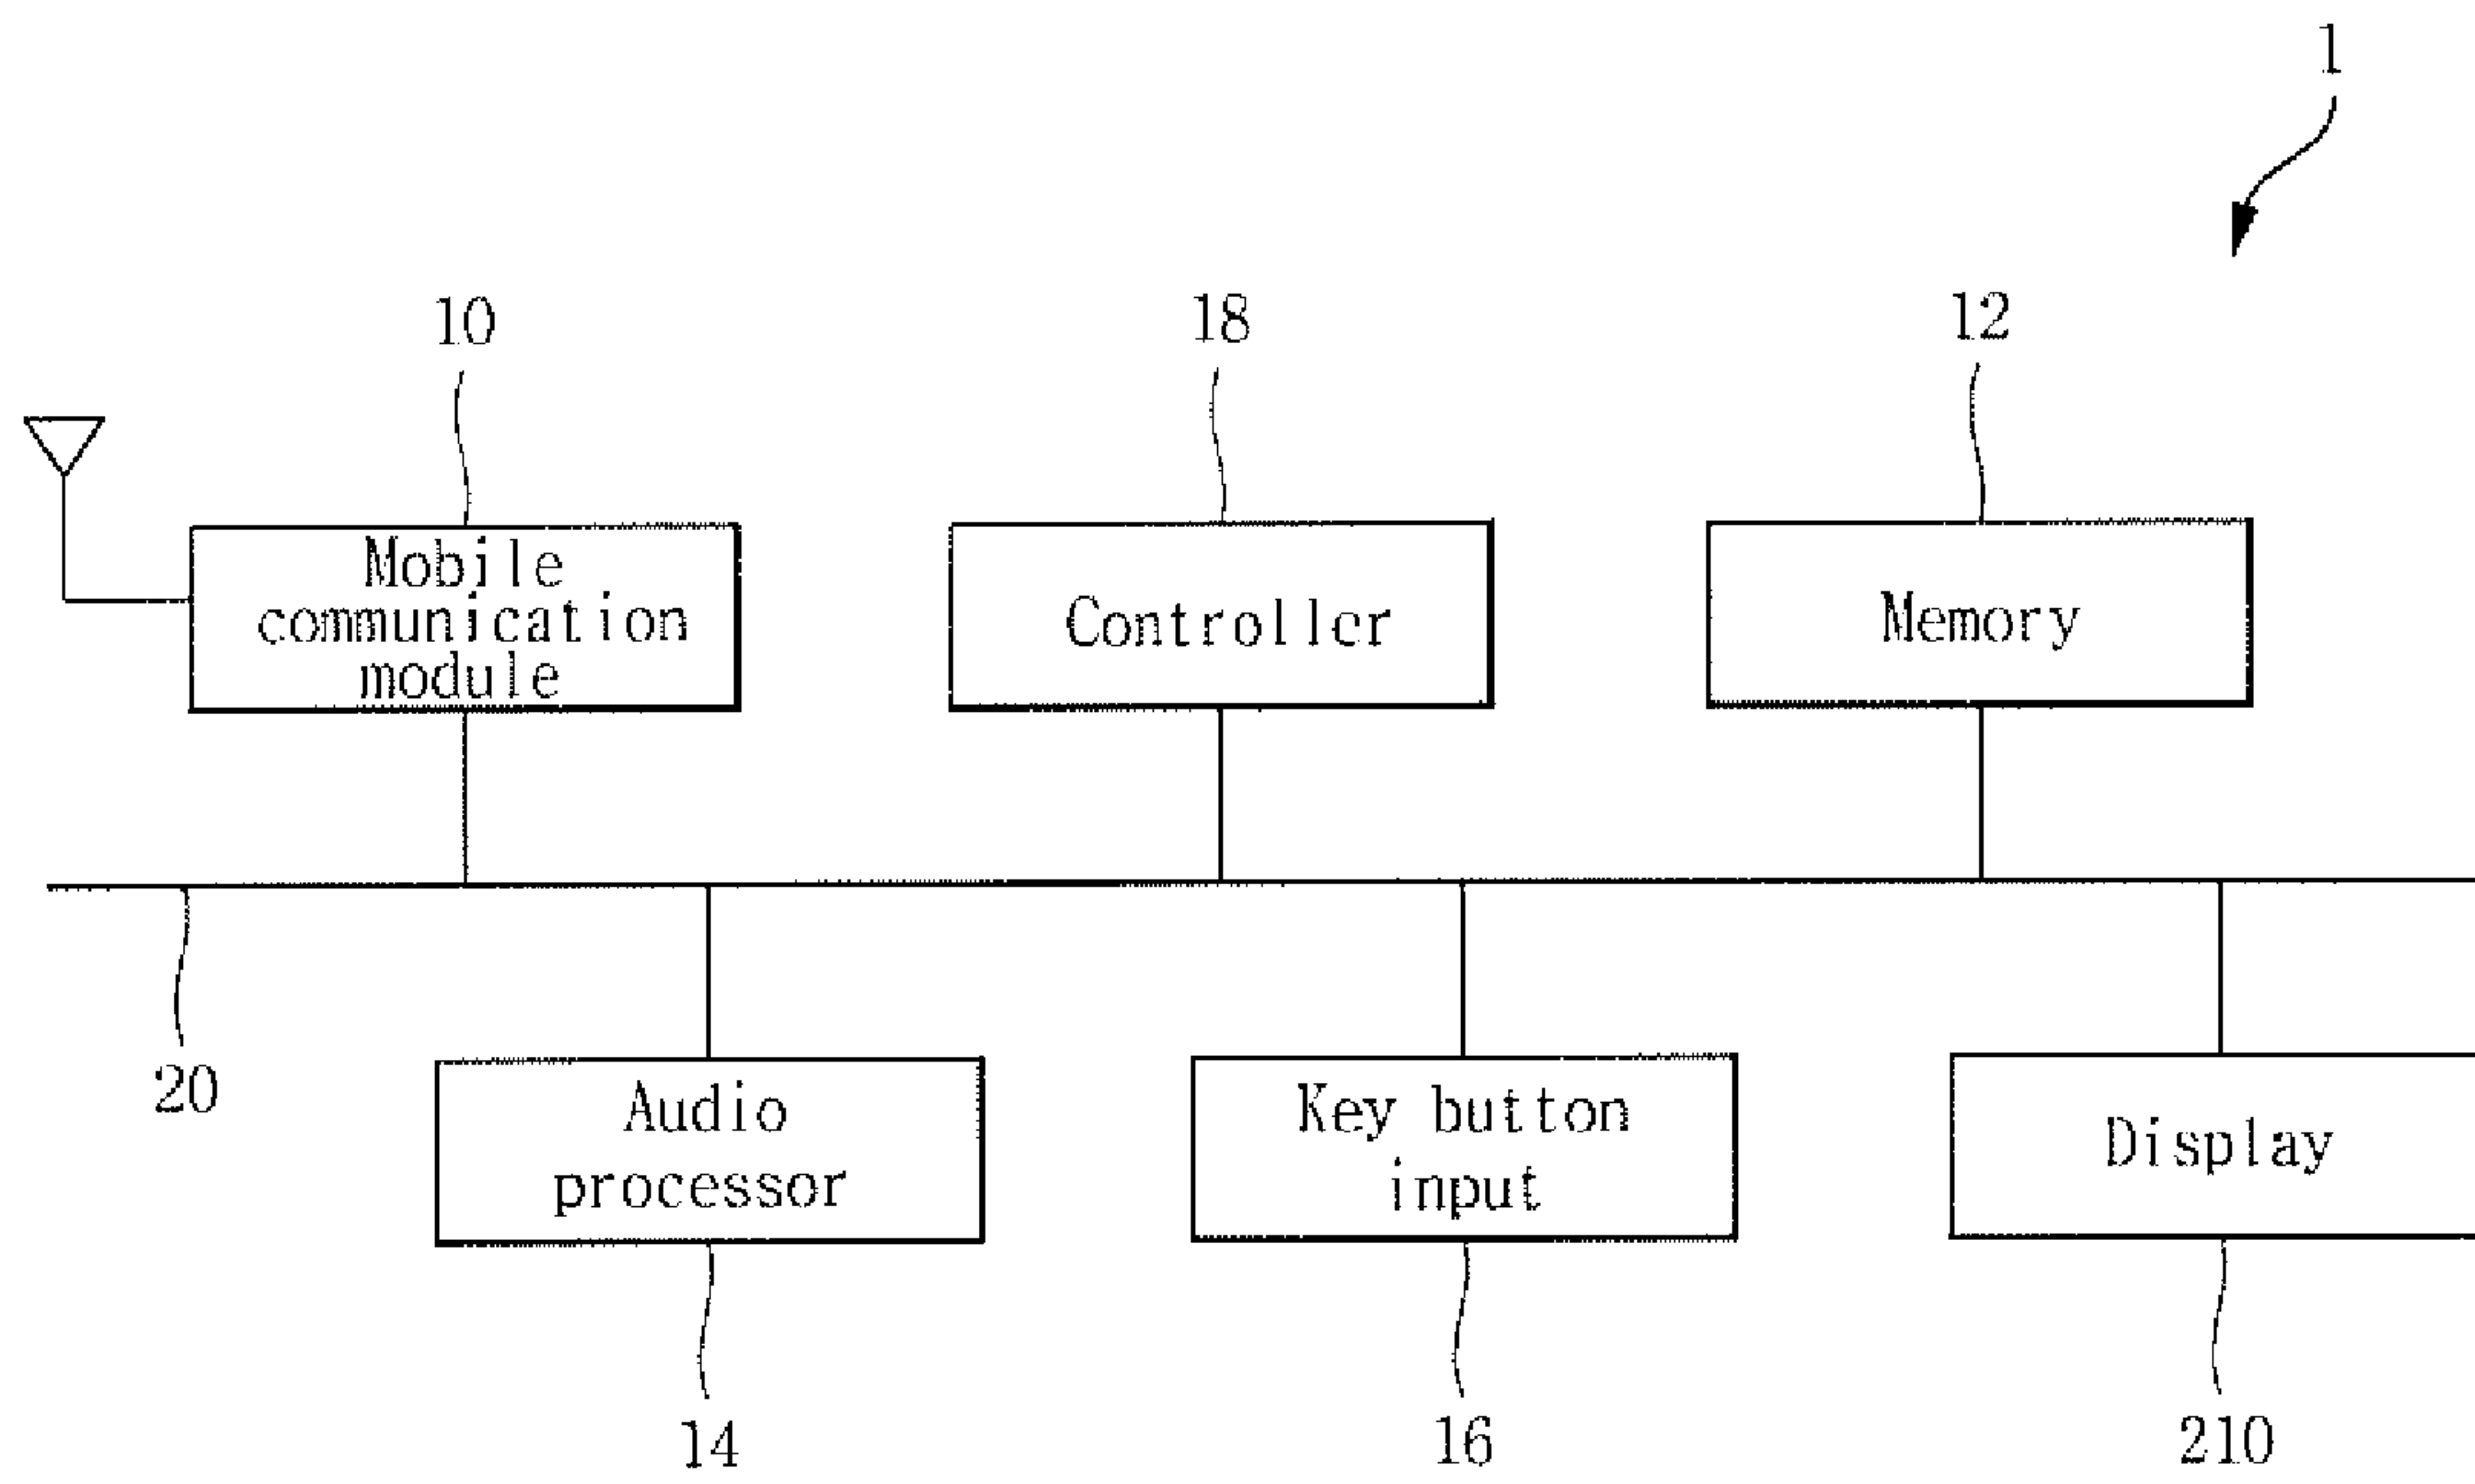 1
10
18
12
Mobile
communication
module
Controller
Memory
20
Audio
processor
Key button
input
Display
14
16
210